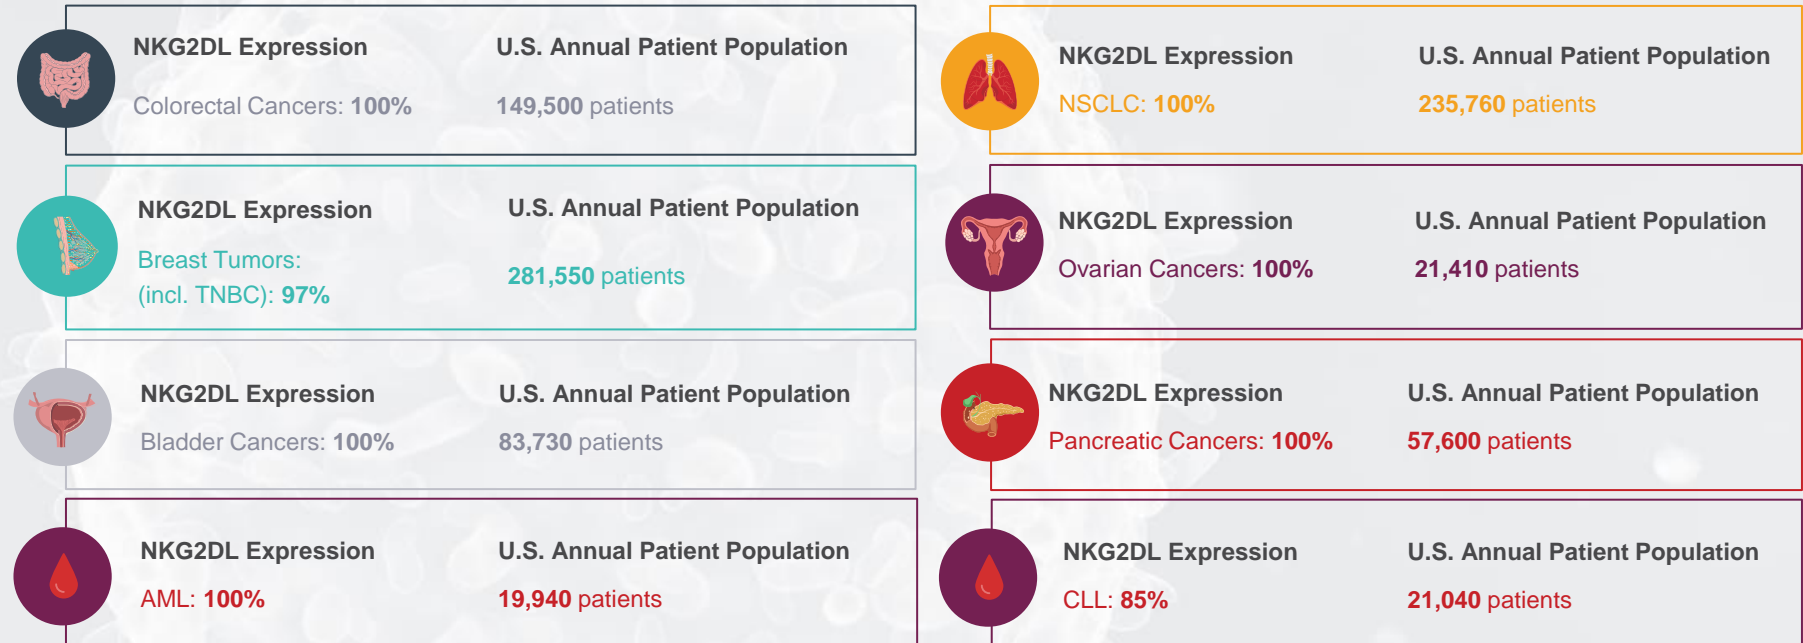 NKG2DL Expression
U.S. Annual Patient Population
Colorectal Cancers: 100%
149,500 patients
NKG2DL Expression
U.S. Annual Patient Population
NSCLC: 100%
235,760 patients
NKG2DL Expression
U.S. Annual Patient Population
Breast Tumors:
(incl. TNBC): 97%
281,550 patients
NKG2DL Expression
U.S. Annual Patient Population
Ovarian Cancers: 100%
21,410 patients
NKG2DL Expression
U.S. Annual Patient Population
Bladder Cancers: 100%
83,730 patients
NKG2DL Expression
U.S. Annual Patient Population
Pancreatic Cancers: 100%
57,600 patients
NKG2DL Expression
U.S. Annual Patient Population
AML: 100%
19,940 patients
NKG2DL Expression
U.S. Annual Patient Population
CLL: 85%
21,040 patients